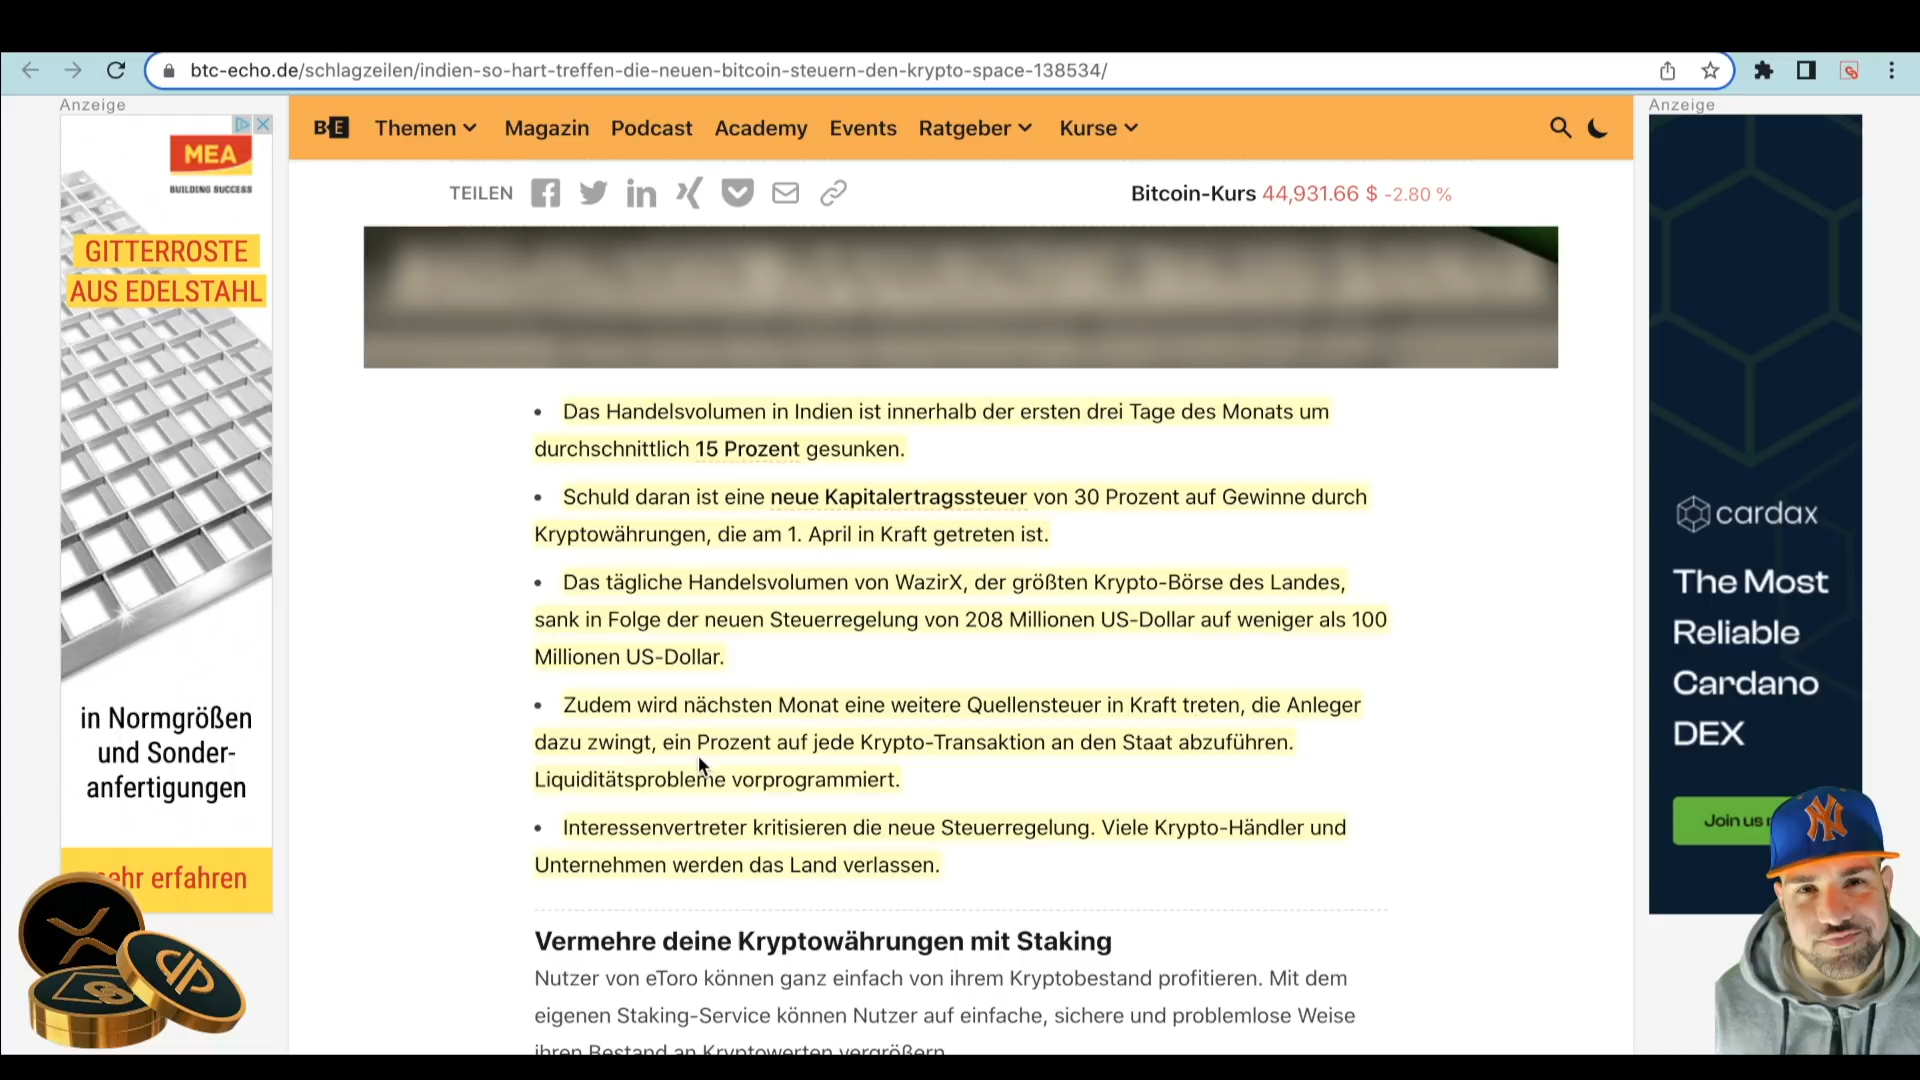 btc-echo.de/schlagzeilen/indien-so-hart-treffen-die-neuen-bitcoin-steuern-den-krypto-space-138534/
Anzeige
MEA
BUILDING SUCCESS
GITTERROSTE
AUS EDELSTAHL
in Normgrößen
und Sonder-
anfertigungen
mehr erfahren
BE Themen Magazin Podcast Academy Events Ratgeber Kurse
TEILEN
Bitcoin-Kurs 44,931.66 $ -2.80 %
• Das Handelsvolumen in Indien ist innerhalb der ersten drei Tage des Monats um
durchschnittlich 15 Prozent gesunken.
• Schuld daran ist eine neue Kapitalertragssteuer von 30 Prozent auf Gewinne durch
Kryptowährungen, die am 1. April in Kraft getreten ist.
• Das tägliche Handelsvolumen von WazirX, der größten Krypto-Börse des Landes,
sank in Folge der neuen Steuerregelung von 208 Millionen US-Dollar auf weniger als 100
Millionen US-Dollar.
• Zudem wird nächsten Monat eine weitere Quellensteuer in Kraft treten, die Anleger
dazu zwingt, ein Prozent auf jede Krypto-Transaktion an den Staat abzuführen.
Liquiditätsprobleme vorprogrammiert.
• Interessenvertreter kritisieren die neue Steuerregelung. Viele Krypto-Händler und
Unternehmen werden das Land verlassen.
Vermehre deine Kryptowährungen mit Staking
Nutzer von eToro können ganz einfach von ihrem Kryptobestand profitieren. Mit dem
eigenen Staking-Service können Nutzer auf einfache, sichere und problemlose Weise
ihren Bestand an Kryptowerten vergrößern
Anzeige
cardax
The Most
Reliable
Cardano
DEX
Join us
NY